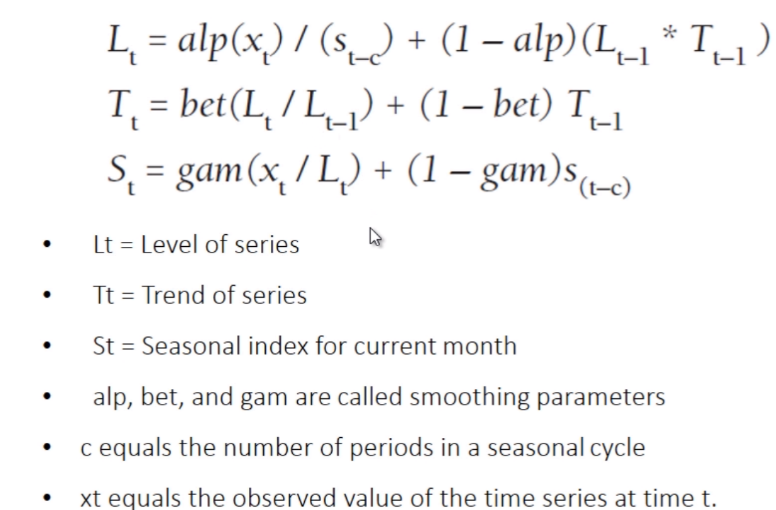 Lₜ = alp(xₜ) / (sₜ₋c) + (1 – alp)(Lₜ₋₁ * Tₜ₋₁)
Tₜ = bet(Lₜ / Lₜ₋₁) + (1 – bet) Tₜ₋₁
Sₜ = gam(xₜ / Lₜ) + (1 – gam)s(t–c)
• Lt = Level of series
• Tt = Trend of series
• St = Seasonal index for current month
• alp, bet, and gam are called smoothing parameters
• c equals the number of periods in a seasonal cycle
• xt equals the observed value of the time series at time t.